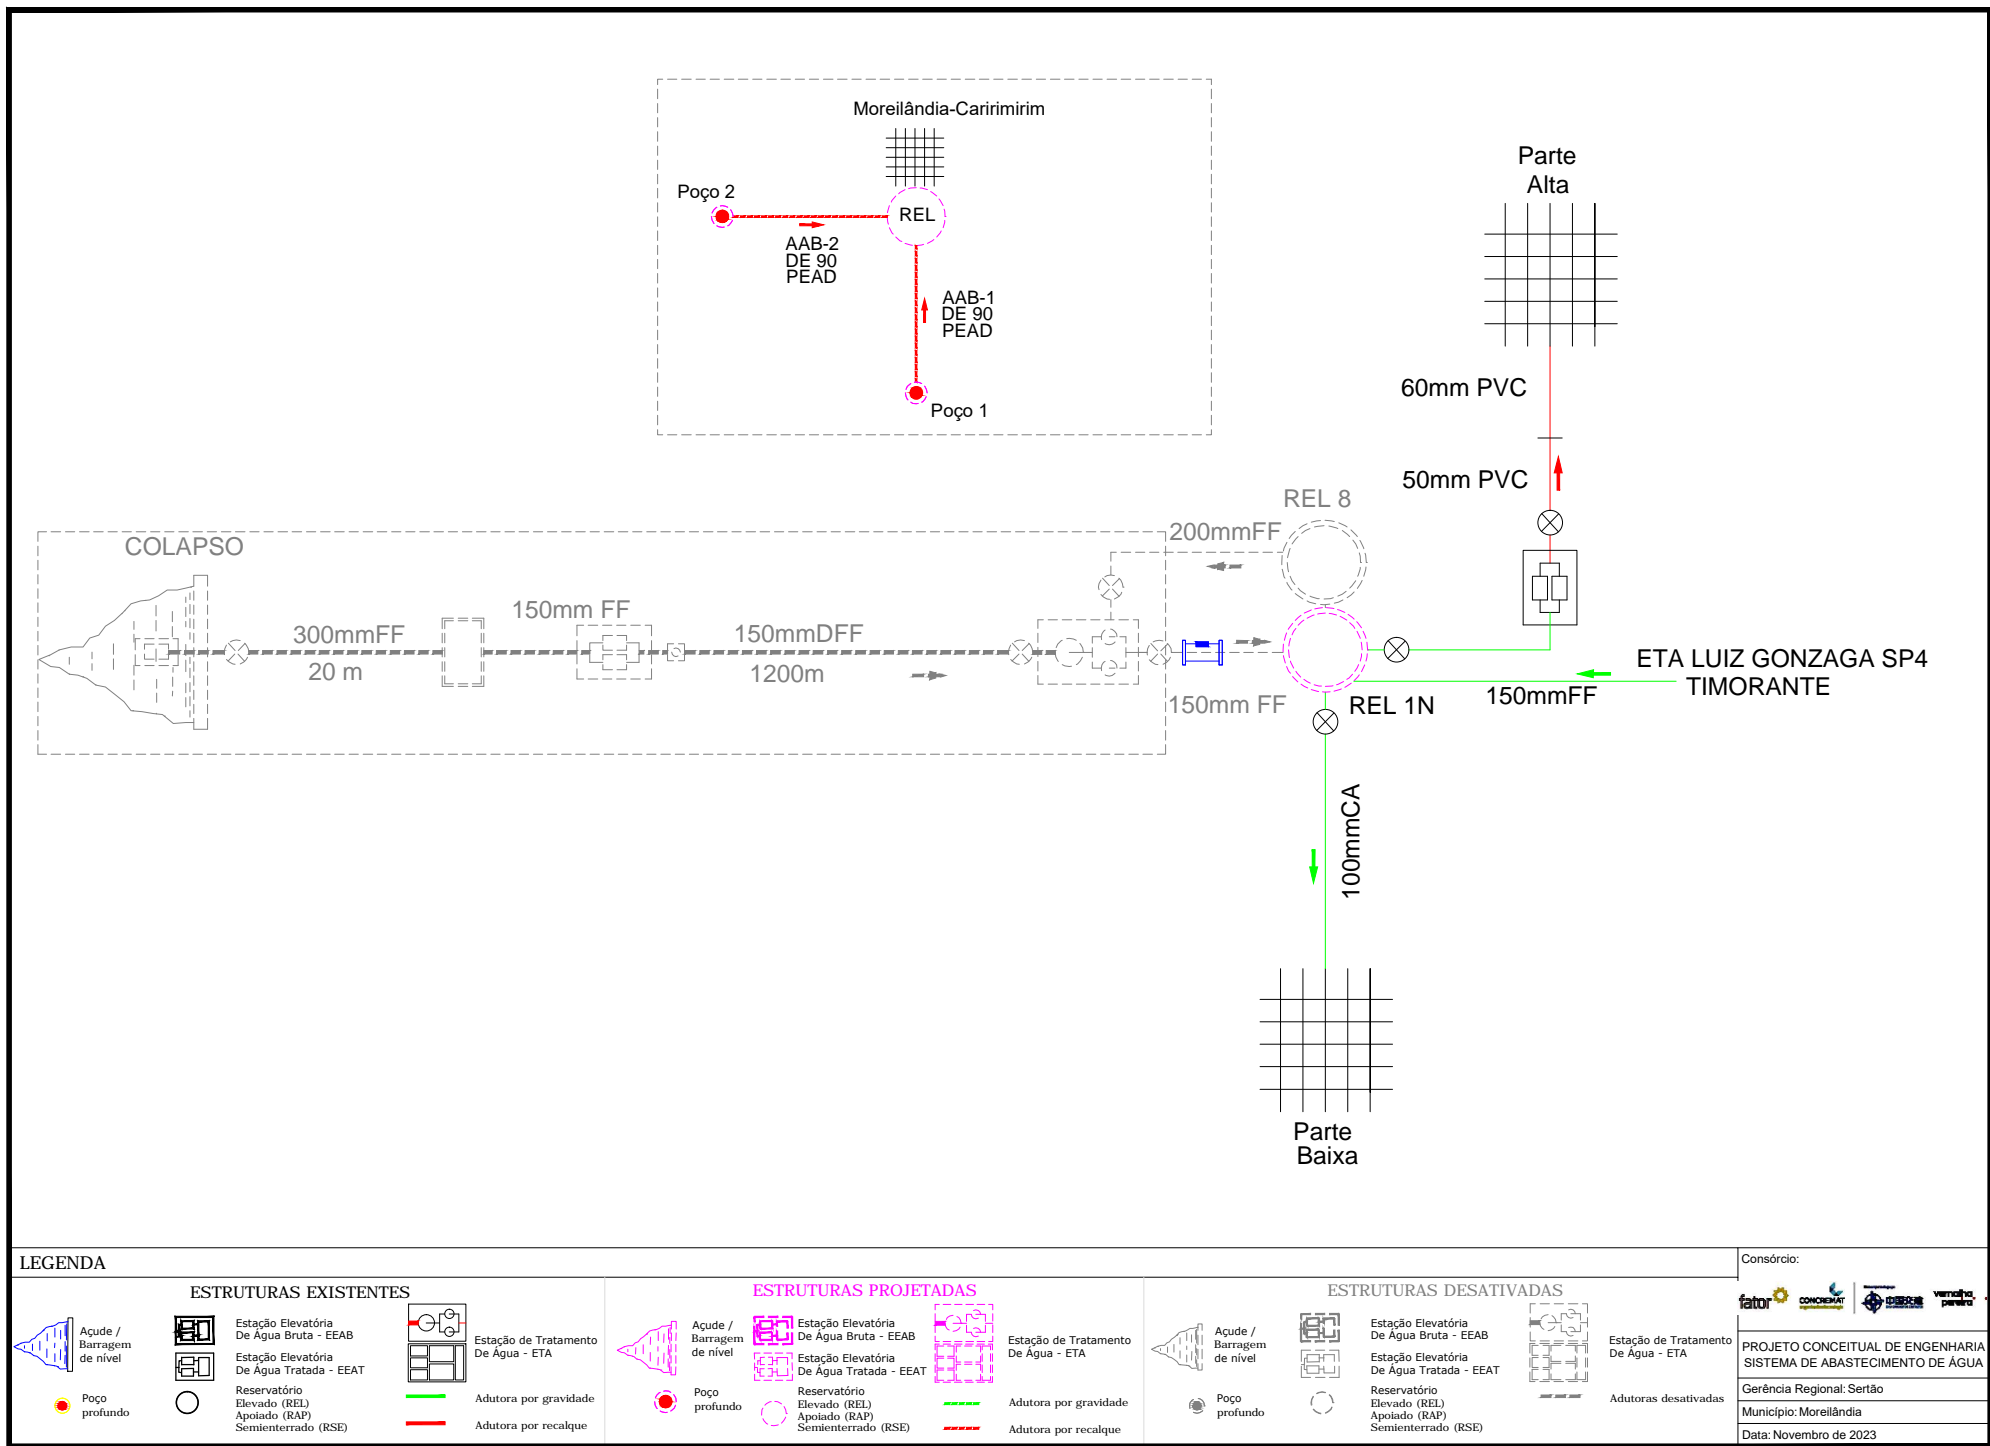 Moreilândia-Caririmirim
Poço 2
REL
AAB-2
DE 90
PEAD
AAB-1
DE 90
PEAD
Poço 1
Parte
Alta
60mm PVC
50mm PVC
REL 8
200mmFF
COLAPSO
300mmFF
20 m
150mm FF
150mmDFF
1200m
150mm FF
REL 1N
ETA LUIZ GONZAGA SP4
TIMORANTE
150mmFF
100mmCA
Parte
Baixa
LEGENDA
ESTRUTURAS EXISTENTES
Açude /
Barragem
de nível
Poço
profundo
Estação Elevatória
De Água Bruta - EEAB
Estação Elevatória
De Água Tratada - EEAT
Reservatório
Elevado (REL)
Apoiado (RAP)
Semienterrado (RSE)
Estação de Tratamento
De Água - ETA
Adutora por gravidade
Adutora por recalque
ESTRUTURAS PROJETADAS
Açude /
Barragem
de nível
Poço
profundo
Estação Elevatória
De Água Bruta - EEAB
Estação Elevatória
De Água Tratada - EEAT
Reservatório
Elevado (REL)
Apoiado (RAP)
Semienterrado (RSE)
Estação de Tratamento
De Água - ETA
Adutora por gravidade
Adutora por recalque
ESTRUTURAS DESATIVADAS
Açude /
Barragem
de nível
Poço
profundo
Estação Elevatória
De Água Bruta - EEAB
Estação Elevatória
De Água Tratada - EEAT
Reservatório
Elevado (REL)
Apoiado (RAP)
Semienterrado (RSE)
Estação de Tratamento
De Água - ETA
Adutoras desativadas
Consórcio:
fator
CONCREMAT
vernalha
pereira
PROJETO CONCEITUAL DE ENGENHARIA
SISTEMA DE ABASTECIMENTO DE ÁGUA
Gerência Regional: Sertão
Município: Moreilândia
Data: Novembro de 2023